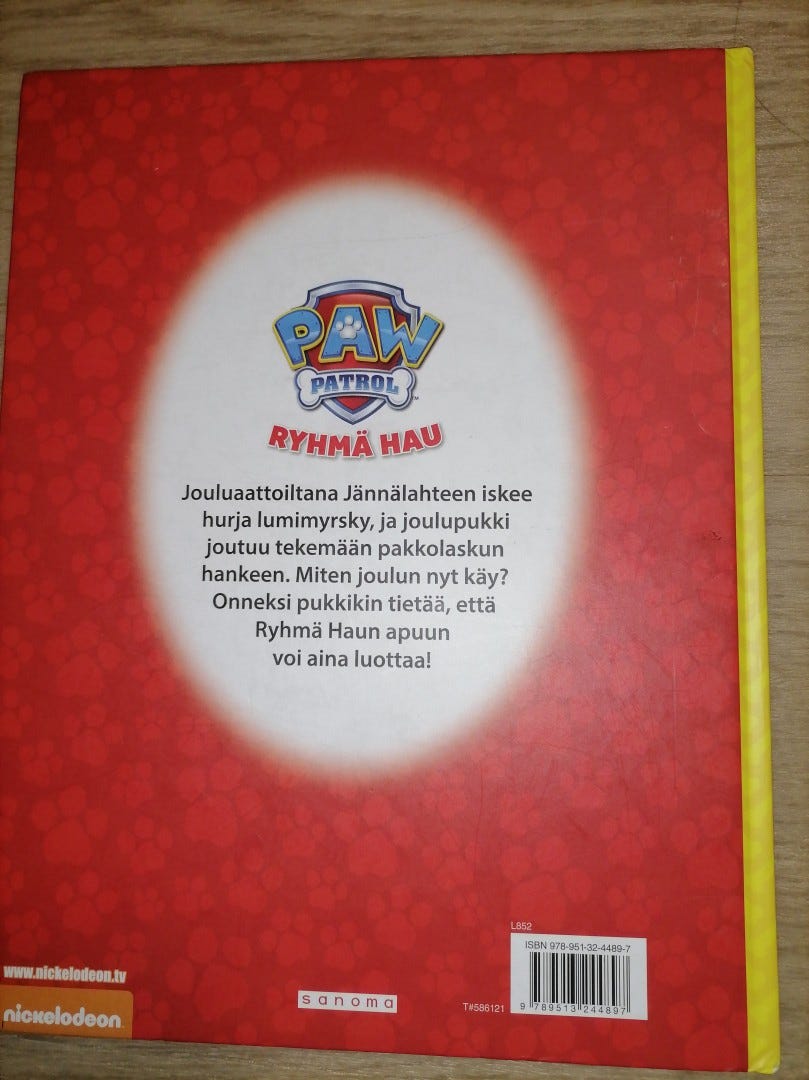 PAW
PATROL
TM
RYHMÄ HAU
Jouluaattoiltana Jännälahteen iskee
hurja lumimyrsky, ja joulupukki
joutuu tekemään pakkolaskun
hankeen. Miten joulun nyt käy?
Onneksi pukkikin tietää, että
Ryhmä Haun apuun
voi aina luottaa!
L852
ISBN 978-951-32-4489-7
www.nickelodeon.tv
sanoma
T#586121
9 789513 244897
nickelodeon